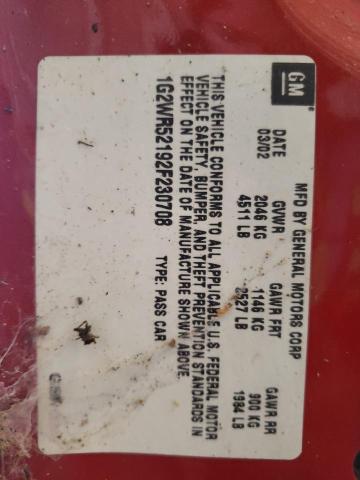 GM
MFD BY GENERAL MOTORS CORP
DATE GVWR GAWR FRT GAWR RR
03/02 2046 KG 1146 KG 900 KG
4511 LB 2527 LB 1984 LB
THIS VEHICLE CONFORMS TO ALL APPLICABLE U.S. FEDERAL MOTOR
VEHICLE SAFETY, BUMPER, AND THEFT PREVENTION STANDARDS IN
EFFECT ON THE DATE OF MANUFACTURE SHOWN ABOVE.
1G2WR52192F230708 TYPE: PASS CAR